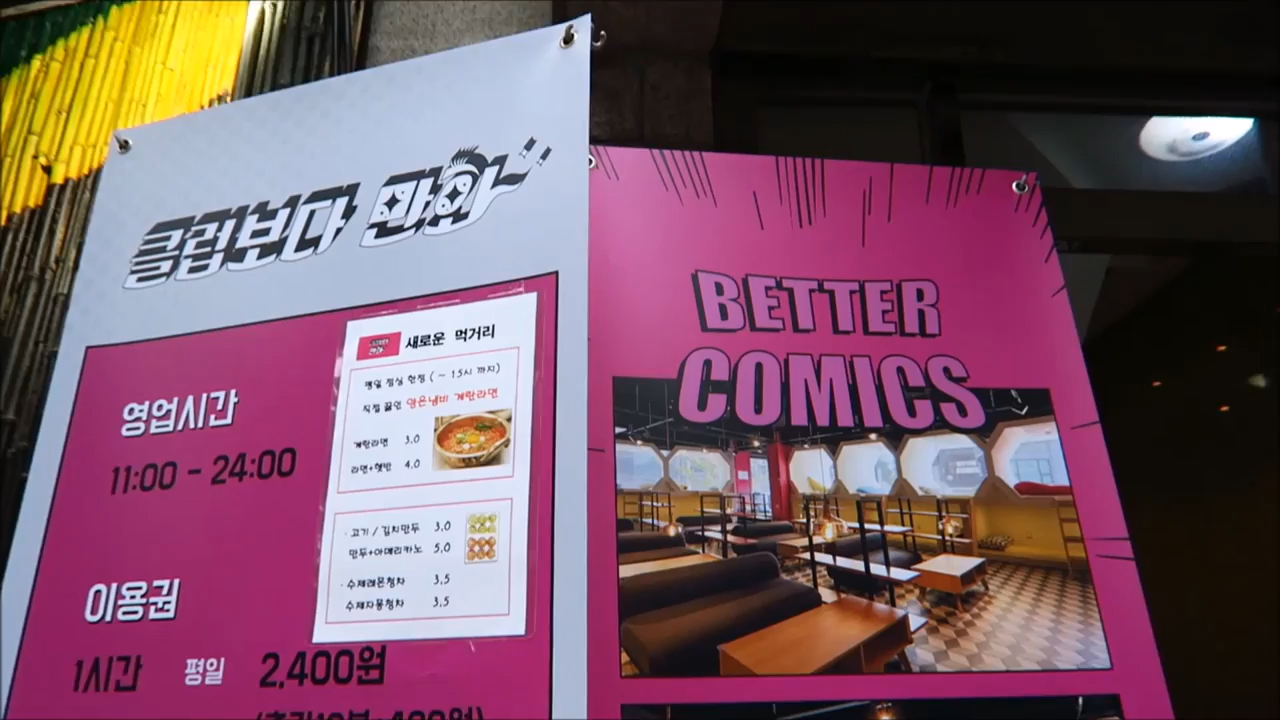 클럽보다 만화
새로운 먹거리
평일 점심 한정 (~ 15시 까지)
직접 끓인 양은냄비 계란라면
계란라면 3.0
라면+햇반 4.0
· 고기 / 김치만두 3.0
만두+아메리카노 5.0
· 수제레몬청차 3.5
수제자몽청차 3.5
영업시간
11:00 - 24:00
이용권
1시간 평일 2,400원
BETTER
COMICS